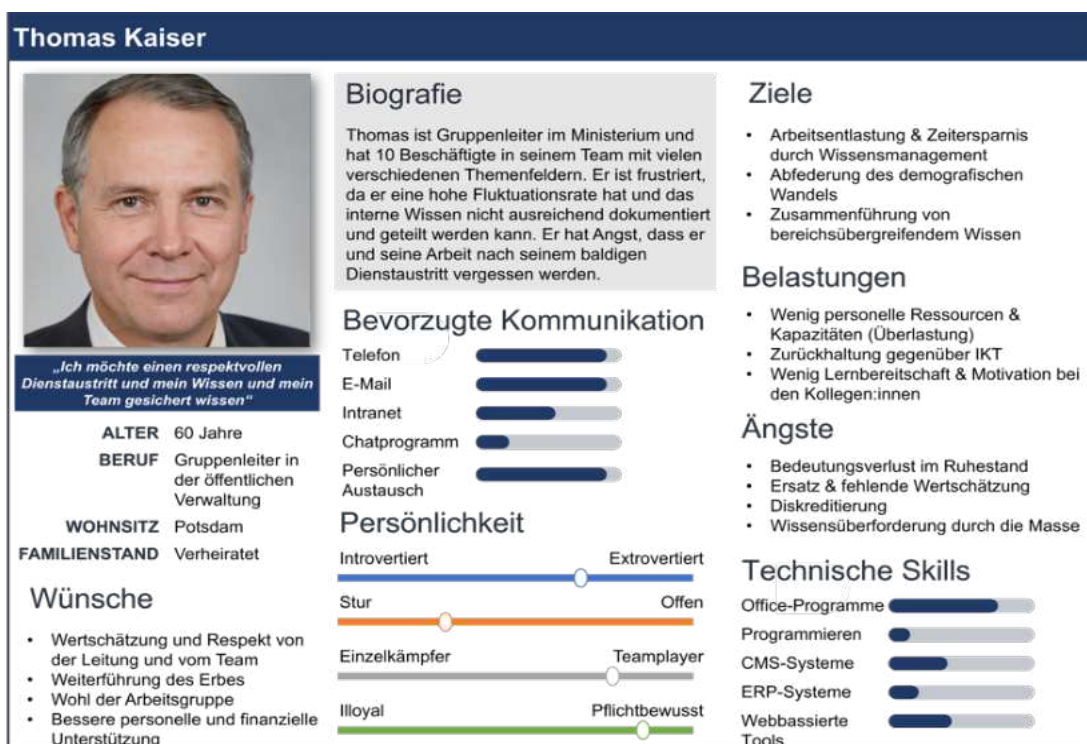 Thomas Kaiser
„Ich möchte einen respektvollen
Dienstaustritt und mein Wissen und mein
Team gesichert wissen“
ALTER 60 Jahre
BERUF Gruppenleiter in
der öffentlichen
Verwaltung
WOHNSITZ Potsdam
FAMILIENSTAND Verheiratet
Wünsche
• Wertschätzung und Respekt von
der Leitung und vom Team
• Weiterführung des Erbes
• Wohl der Arbeitsgruppe
• Bessere personelle und finanzielle
Unterstützung
Biografie
Thomas ist Gruppenleiter im Ministerium und
hat 10 Beschäftigte in seinem Team mit vielen
verschiedenen Themenfeldern. Er ist frustriert,
da er eine hohe Fluktuationsrate hat und das
interne Wissen nicht ausreichend dokumentiert
und geteilt werden kann. Er hat Angst, dass er
und seine Arbeit nach seinem baldigen
Dienstaustritt vergessen werden.
Bevorzugte Kommunikation
Telefon
E-Mail
Intranet
Chatprogramm
Persönlicher
Austausch
Persönlichkeit
Introvertiert Extrovertiert
Stur Offen
Einzelkämpfer Teamplayer
Illoyal Pflichtbewusst
Ziele
• Arbeitsentlastung & Zeitersparnis
durch Wissensmanagement
• Abfederung des demografischen
Wandels
• Zusammenführung von
bereichsübergreifendem Wissen
Belastungen
• Wenig personelle Ressourcen &
Kapazitäten (Überlastung)
• Zurückhaltung gegenüber IKT
• Wenig Lernbereitschaft & Motivation bei
den Kollegen:innen
Ängste
• Bedeutungsverlust im Ruhestand
• Ersatz & fehlende Wertschätzung
• Diskreditierung
• Wissensüberforderung durch die Masse
Technische Skills
Office-Programme
Programmieren
CMS-Systeme
ERP-Systeme
Webbassierte
Tools